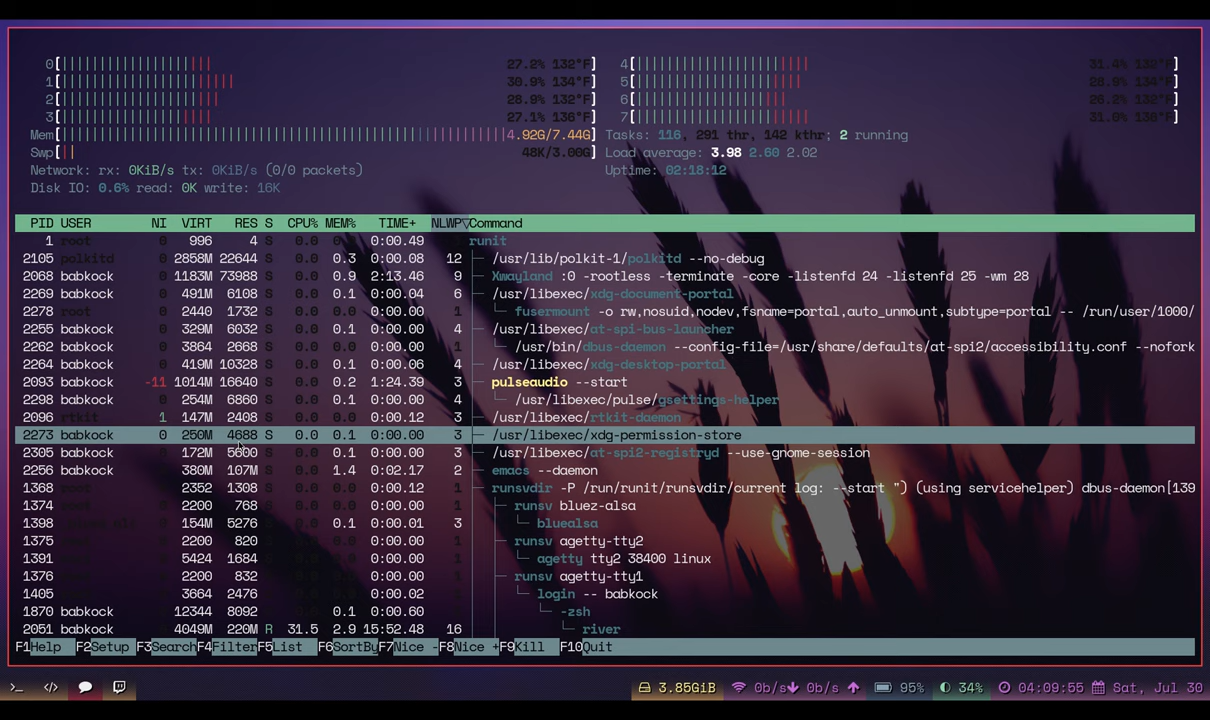 0[||||||||||||||||||| 27.2% 132°F] 4[|||||||||||||||||||||| 31.4% 132°F]
1[|||||||||||||||||||||| 30.9% 134°F] 5[||||||||||||||||||||| 28.9% 134°F]
2[|||||||||||||||||||| 28.9% 132°F] 6[||||||||||||||||||| 26.2% 132°F]
3[||||||||||||||||||| 27.1% 136°F] 7[||||||||||||||||||||| 31.0% 136°F]
Mem[||||||||||||||||||||||||||||||||||||||||||||||||||||||||||4.92G/7.44G] Tasks: 116, 291 thr, 142 kthr; 2 running
Swp[|| 48K/3.00G] Load average: 3.98 2.60 2.02
Network: rx: 0KiB/s tx: 0KiB/s (0/0 packets) Uptime: 02:18:12
Disk IO: 0.6% read: 0K write: 16K
PID USER NI VIRT RES S CPU% MEM% TIME+ NLWP▽Command
1 root 0 996 4 S 0.0 0.0 0:00.49 1 runit
2105 polkitd 0 2858M 22644 S 0.0 0.3 0:00.08 12 ├─ /usr/lib/polkit-1/polkitd --no-debug
2068 babkock 0 1183M 73988 S 0.0 0.9 2:13.46 9 ├─ Xwayland :0 -rootless -terminate -core -listenfd 24 -listenfd 25 -wm 28
2269 babkock 0 491M 6108 S 0.0 0.1 0:00.04 6 ├─ /usr/libexec/xdg-document-portal
2278 root 0 2440 1732 S 0.0 0.0 0:00.00 1 │ └─ fusermount -o rw,nosuid,nodev,fsname=portal,auto_unmount,subtype=portal -- /run/user/1000/
2255 babkock 0 329M 6032 S 0.0 0.1 0:00.00 4 ├─ /usr/libexec/at-spi-bus-launcher
2262 babkock 0 3864 2668 S 0.0 0.0 0:00.00 1 │ └─ /usr/bin/dbus-daemon --config-file=/usr/share/defaults/at-spi2/accessibility.conf --nofork
2264 babkock 0 419M 10328 S 0.0 0.1 0:00.06 4 ├─ /usr/libexec/xdg-desktop-portal
2093 babkock -11 1014M 16640 S 0.0 0.2 1:24.39 3 ├─ pulseaudio --start
2298 babkock 0 254M 6860 S 0.0 0.1 0:00.00 4 │ └─ /usr/libexec/pulse/gsettings-helper
2096 rtkit 1 147M 2408 S 0.0 0.0 0:00.12 3 ├─ /usr/libexec/rtkit-daemon
2273 babkock 0 250M 4688 S 0.0 0.1 0:00.00 3 ├─ /usr/libexec/xdg-permission-store
2305 babkock 0 172M 5600 S 0.0 0.1 0:00.00 3 ├─ /usr/libexec/at-spi2-registryd --use-gnome-session
2256 babkock 0 380M 107M S 0.0 1.4 0:02.17 2 ├─ emacs --daemon
1368 0 2352 1308 S 0.0 0.0 0:00.12 1 ├─ runsvdir -P /run/runit/runsvdir/current log: --start ") (using servicehelper) dbus-daemon[139
1374 2200 768 0:00.00 1 │ ├─ runsv bluez-alsa
1398 154M 5276 0.1 0:00.01 3 │ │ └─ bluealsa
1375 2200 820 0:00.00 1 │ ├─ runsv agetty-tty2
1391 5424 1684 0:00.00 1 │ │ └─ agetty tty2 38400 linux
1376 2200 832 0:00.00 1 │ ├─ runsv agetty-tty1
1405 3664 2476 0:00.02 1 │ │ └─ login -- babkock
1870 babkock 12344 8092 0.1 0:00.60 1 │ │ └─ -zsh
2051 babkock 4049M 220M R 31.5 2.9 15:52.48 16 │ │ └─ river
F1Help F2Setup F3SearchF4FilterF5List F6SortByF7Nice -F8Nice +F9Kill F10Quit
>_ </> 3.85GiB 0b/s 0b/s 95% 34% 04:09:55 Sat, Jul 30